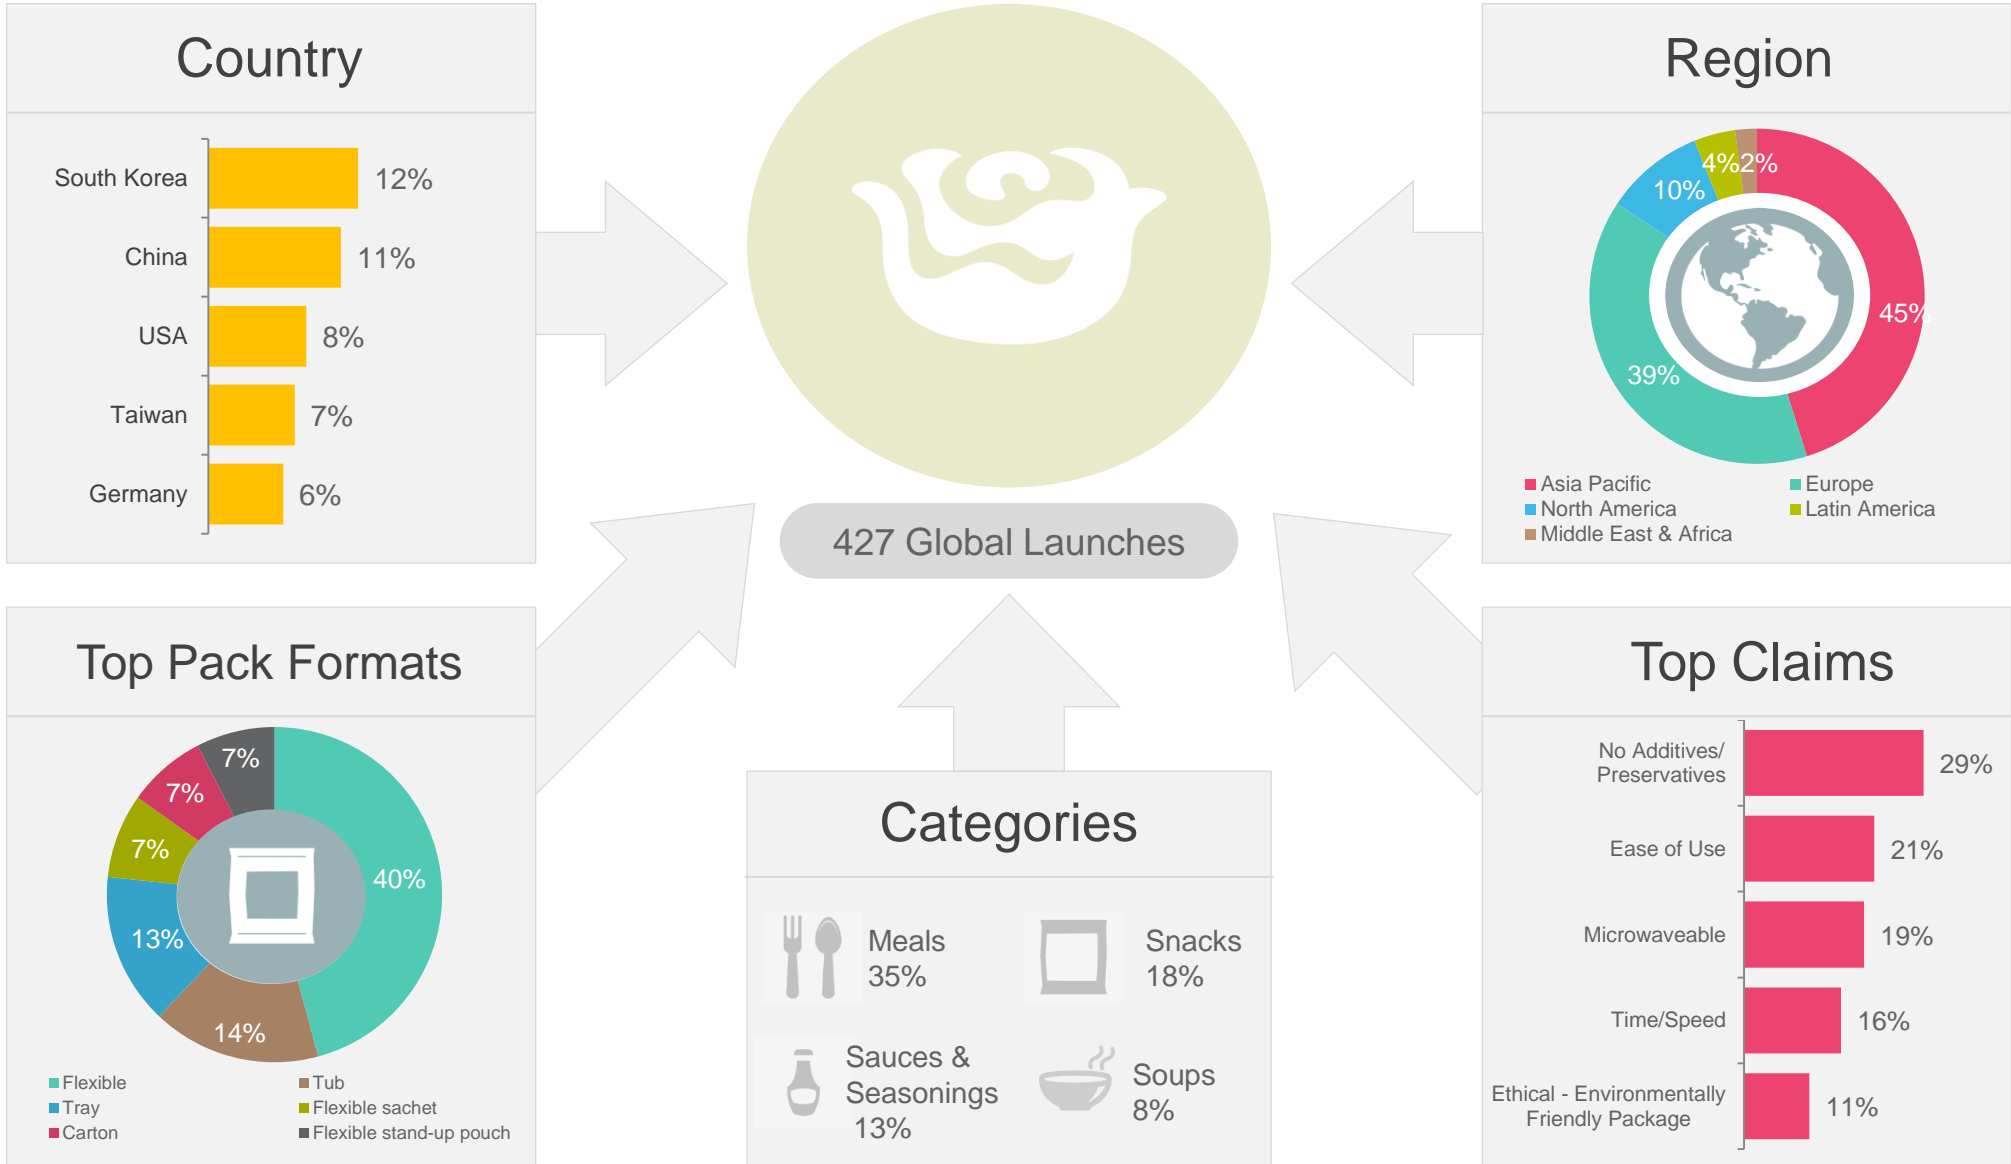 Country
South Korea
12%
China
11%
USA
8%
Taiwan
7%
Germany
6%
427 Global Launches
Region
4%
2%
10%
45%
39%
Asia Pacific
Europe
North America
Latin America
Middle East & Africa
Top Pack Formats
7%
7%
7%
40%
13%
14%
Flexible
Tub
Tray
Flexible sachet
Carton
Flexible stand-up pouch
Categories
Meals
35%
Snacks
18%
Sauces &
Seasonings
13%
Soups
8%
Top Claims
No Additives/
Preservatives
29%
Ease of Use
21%
Microwaveable
19%
Time/Speed
16%
Ethical - Environmentally
Friendly Package
11%